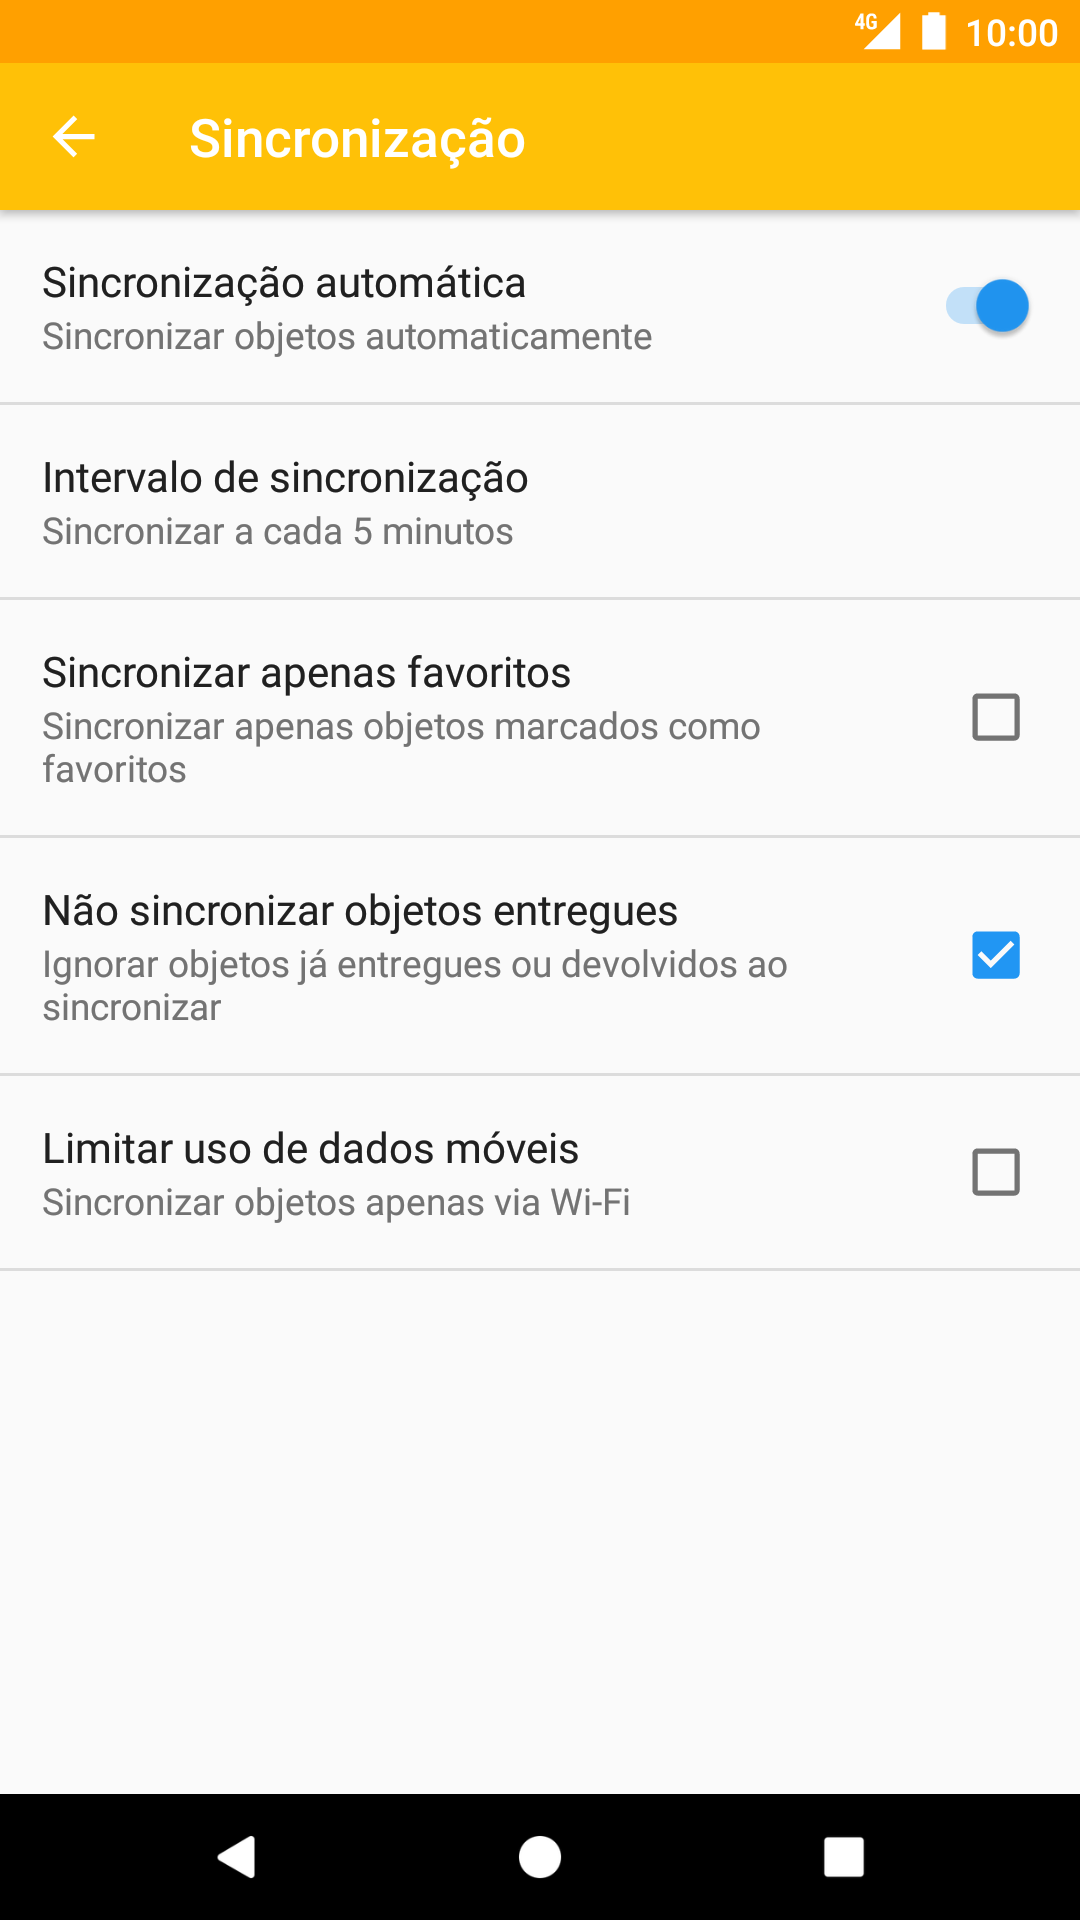 4G 10:00
Sincronização
Sincronização automática
Sincronizar objetos automaticamente
Intervalo de sincronização
Sincronizar a cada 5 minutos
Sincronizar apenas favoritos
Sincronizar apenas objetos marcados como
favoritos
Não sincronizar objetos entregues
Ignorar objetos já entregues ou devolvidos ao
sincronizar
Limitar uso de dados móveis
Sincronizar objetos apenas via Wi-Fi